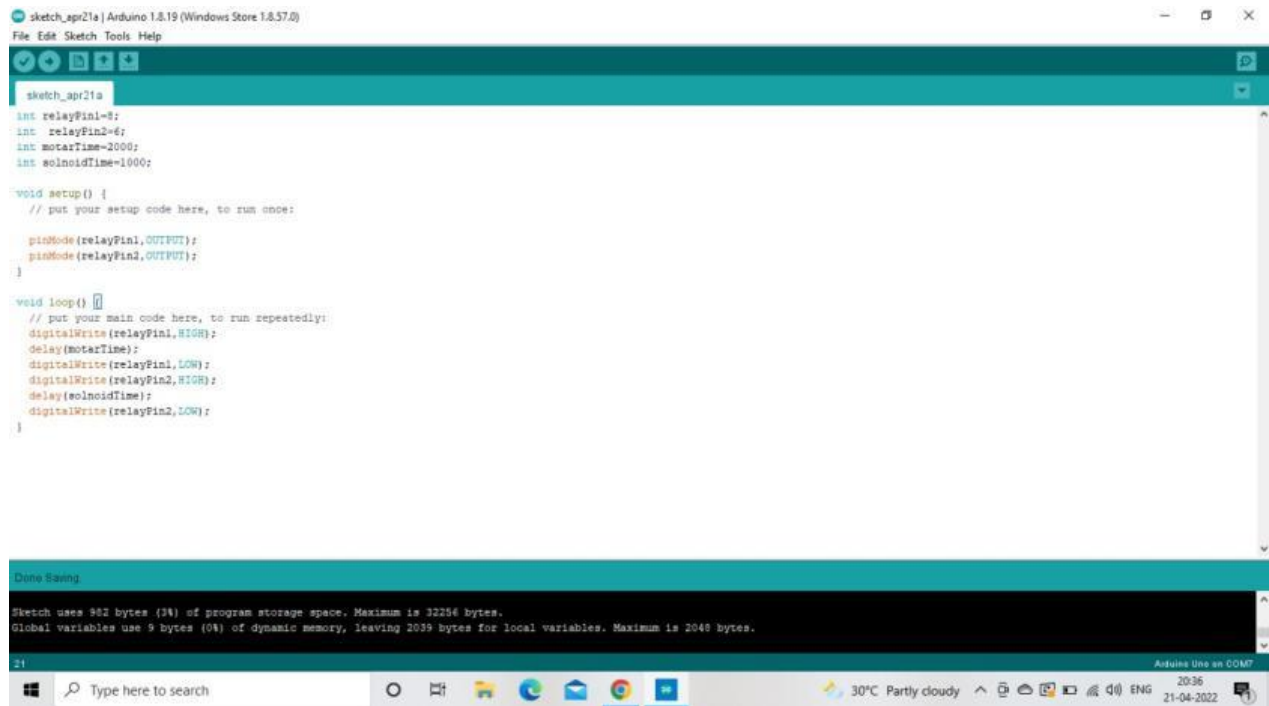 sketch_apr21a | Arduino 1.8.19 (Windows Store 1.8.57.0)
File Edit Sketch Tools Help
sketch_apr21a
int relayPin1=8;
int relayPin2=6;
int motarTime=2000;
int solnoidTime=1000;
void setup() {
// put your setup code here, to run once:
pinMode(relayPin1,OUTPUT);
pinMode(relayPin2,OUTPUT);
}
void loop() {
// put your main code here, to run repeatedly:
digitalWrite(relayPin1,HIGH);
delay(motarTime);
digitalWrite(relayPin1,LOW);
digitalWrite(relayPin2,HIGH);
delay(solnoidTime);
digitalWrite(relayPin2,LOW);
}
Done Saving.
Sketch uses 982 bytes (3%) of program storage space. Maximum is 32256 bytes.
Global variables use 9 bytes (0%) of dynamic memory, leaving 2039 bytes for local variables. Maximum is 2048 bytes.
21 Arduino Uno on COM7
Type here to search 30°C Partly cloudy ENG 20:36
21-04-2022